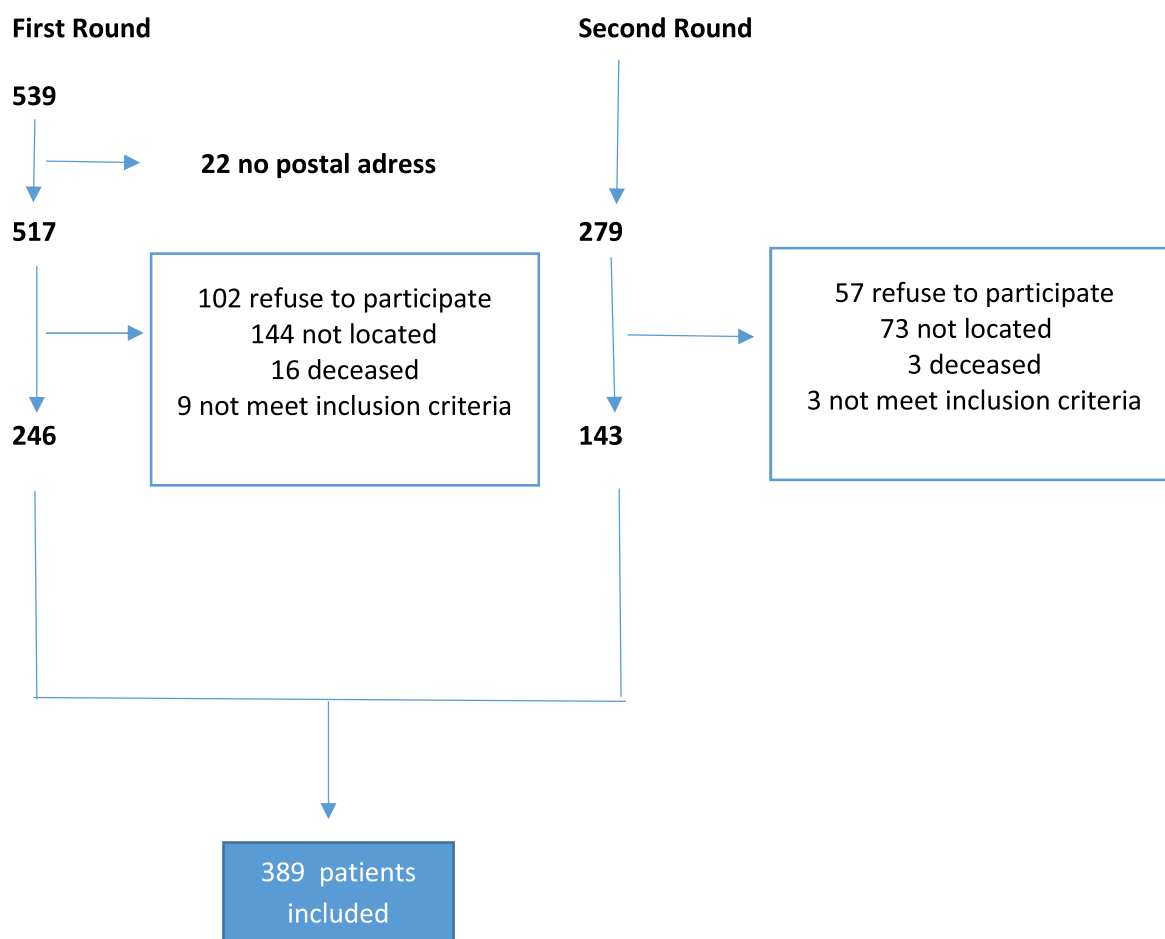 First Round
539
22 no postal adress
517
102 refuse to participate
144 not located
16 deceased
9 not meet inclusion criteria
246
Second Round
279
57 refuse to participate
73 not located
3 deceased
3 not meet inclusion criteria
143
389 patients
included